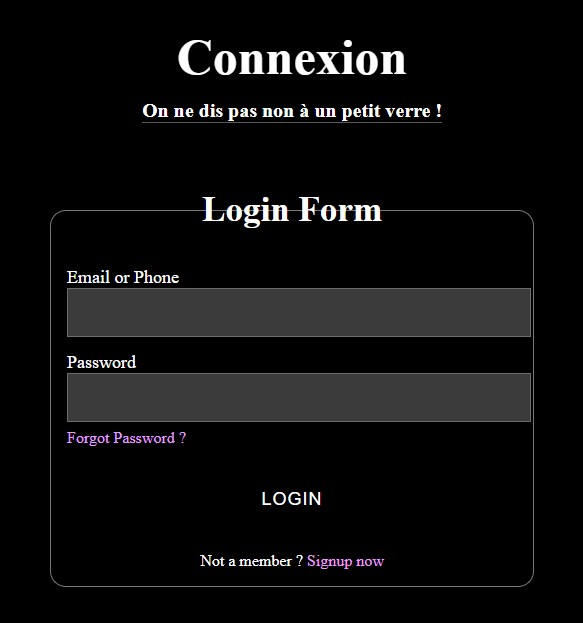 Connexion
On ne dis pas non à un petit verre !
Login Form
Email or Phone
Password
Forgot Password ?
LOGIN
Not a member ? Signup now